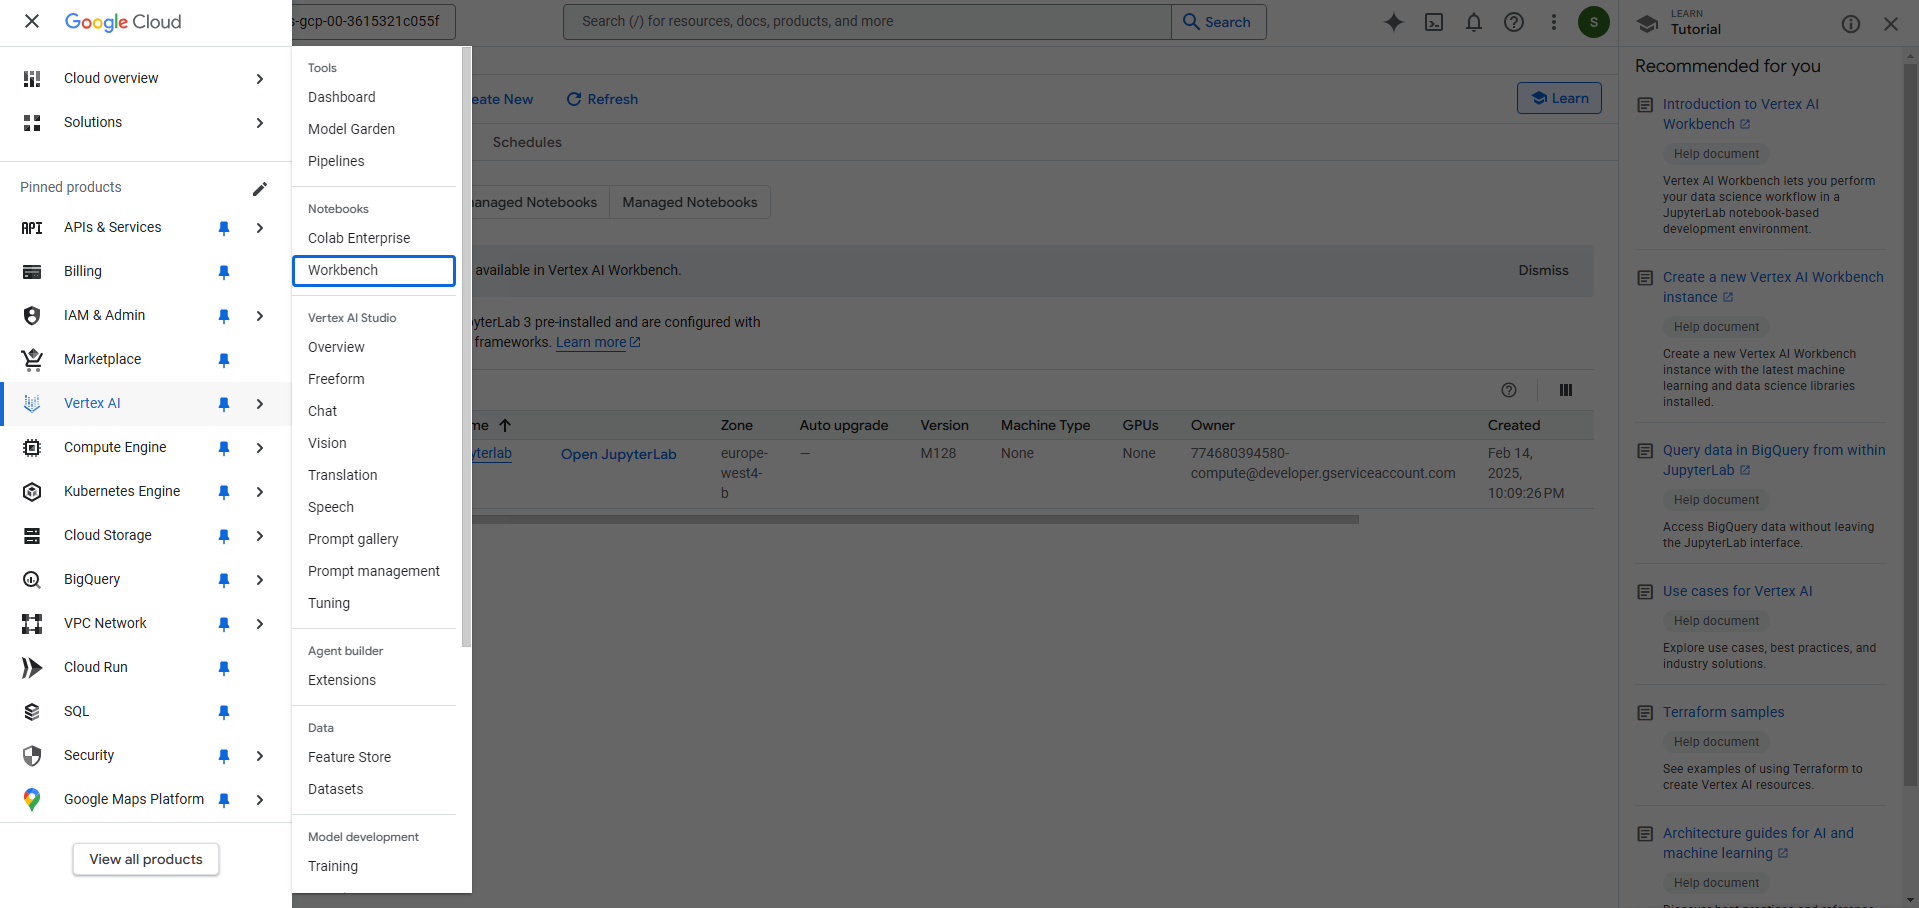 Google Cloud
s-gcp-00-3615321c055f
Search (/) for resources, docs, products, and more
Search
S
LEARN
Tutorial
Cloud overview
Solutions
Pinned products
API APIs & Services
Billing
IAM & Admin
Marketplace
Vertex AI
Compute Engine
Kubernetes Engine
Cloud Storage
BigQuery
VPC Network
Cloud Run
SQL
Security
Google Maps Platform
View all products
Tools
Dashboard
Model Garden
Pipelines
Notebooks
Colab Enterprise
Workbench
Vertex AI Studio
Overview
Freeform
Chat
Vision
Translation
Speech
Prompt gallery
Prompt management
Tuning
Agent builder
Extensions
Data
Feature Store
Datasets
Model development
Training
eate New
Refresh
Learn
Schedules
anaged Notebooks
Managed Notebooks
available in Vertex AI Workbench.
Dismiss
yterLab 3 pre-installed and are configured with
frameworks. Learn more
me Zone Auto upgrade Version Machine Type GPUs Owner Created
yterlab Open JupyterLab europe- — M128 None None 774680394580- Feb 14,
west4- compute@developer.gserviceaccount.com 2025,
b 10:09:26 PM
Recommended for you
Introduction to Vertex AI
Workbench
Help document
Vertex AI Workbench lets you perform
your data science workflow in a
JupyterLab notebook-based
development environment.
Create a new Vertex AI Workbench
instance
Help document
Create a new Vertex AI Workbench
instance with the latest machine
learning and data science libraries
installed.
Query data in BigQuery from within
JupyterLab
Help document
Access BigQuery data without leaving
the JupyterLab interface.
Use cases for Vertex AI
Help document
Explore use cases, best practices, and
industry solutions.
Terraform samples
Help document
See examples of using Terraform to
create Vertex AI resources.
Architecture guides for AI and
machine learning
Help document